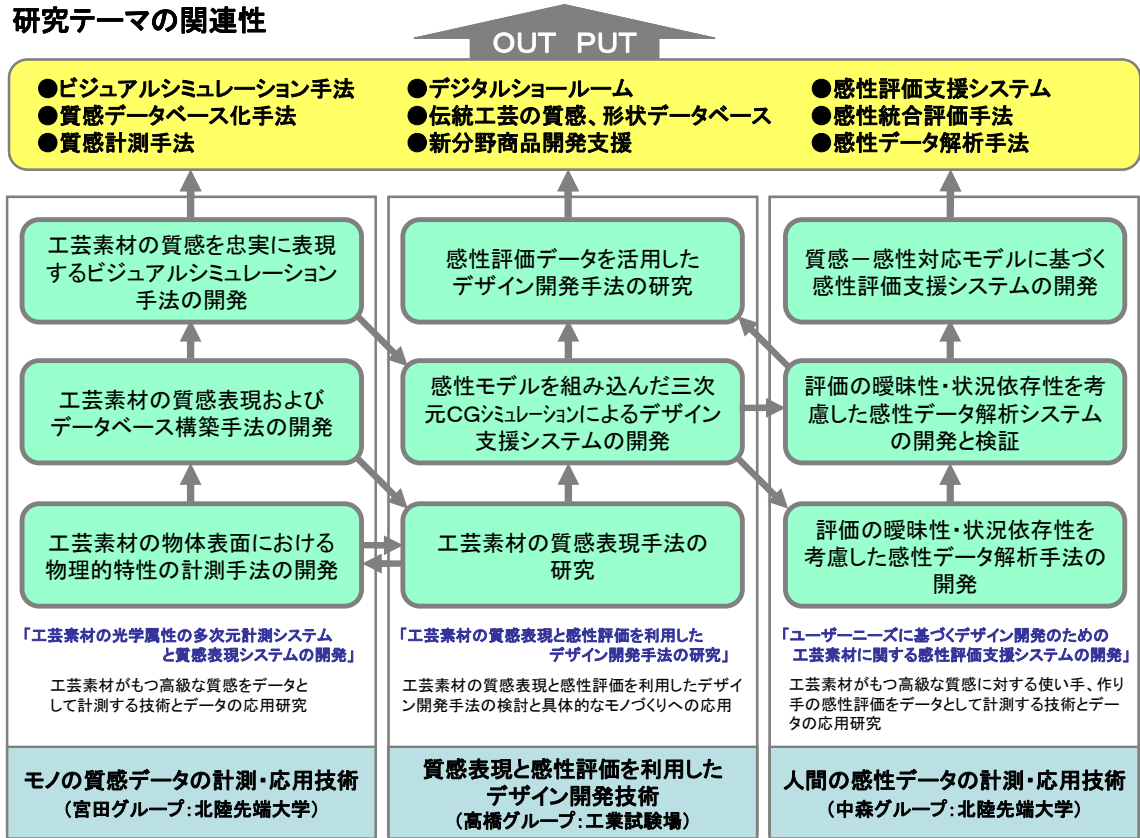 研究テーマの関連性
OUT PUT
●ビジュアルシミュレーション手法
●質感データベース化手法
●質感計測手法
●デジタルショールーム
●伝統工芸の質感、形状データベース
●新分野商品開発支援
●感性評価支援システム
●感性統合評価手法
●感性データ解析手法
工芸素材の質感を忠実に表現
するビジュアルシミュレーション
手法の開発
工芸素材の質感表現および
データベース構築手法の開発
工芸素材の物体表面における
物理的特性の計測手法の開発
「工芸素材の光学属性の多次元計測システム
と質感表現システムの開発」
工芸素材がもつ高級な質感をデータと
して計測する技術とデータの応用研究
モノの質感データの計測・応用技術
（宮田グループ：北陸先端大学）
感性評価データを活用した
デザイン開発手法の研究
感性モデルを組み込んだ三次
元CGシミュレーションによるデザイン
支援システムの開発
工芸素材の質感表現手法の
研究
「工芸素材の質感表現と感性評価を利用した
デザイン開発手法の研究」
工芸素材の質感表現と感性評価を利用したデザイ
ン開発手法の検討と具体的なモノづくりへの応用
質感表現と感性評価を利用した
デザイン開発技術
（高橋グループ：工業試験場）
質感－感性対応モデルに基づく
感性評価支援システムの開発
評価の曖昧性・状況依存性を考
慮した感性データ解析システム
の開発と検証
評価の曖昧性・状況依存性を
考慮した感性データ解析手法の
開発
「ユーザーニーズに基づくデザイン開発のための
工芸素材に関する感性評価支援システムの開発」
工芸素材がもつ高級な質感に対する使い手、作り
手の感性評価をデータとして計測する技術とデー
タの応用研究
人間の感性データの計測・応用技術
（中森グループ：北陸先端大学）